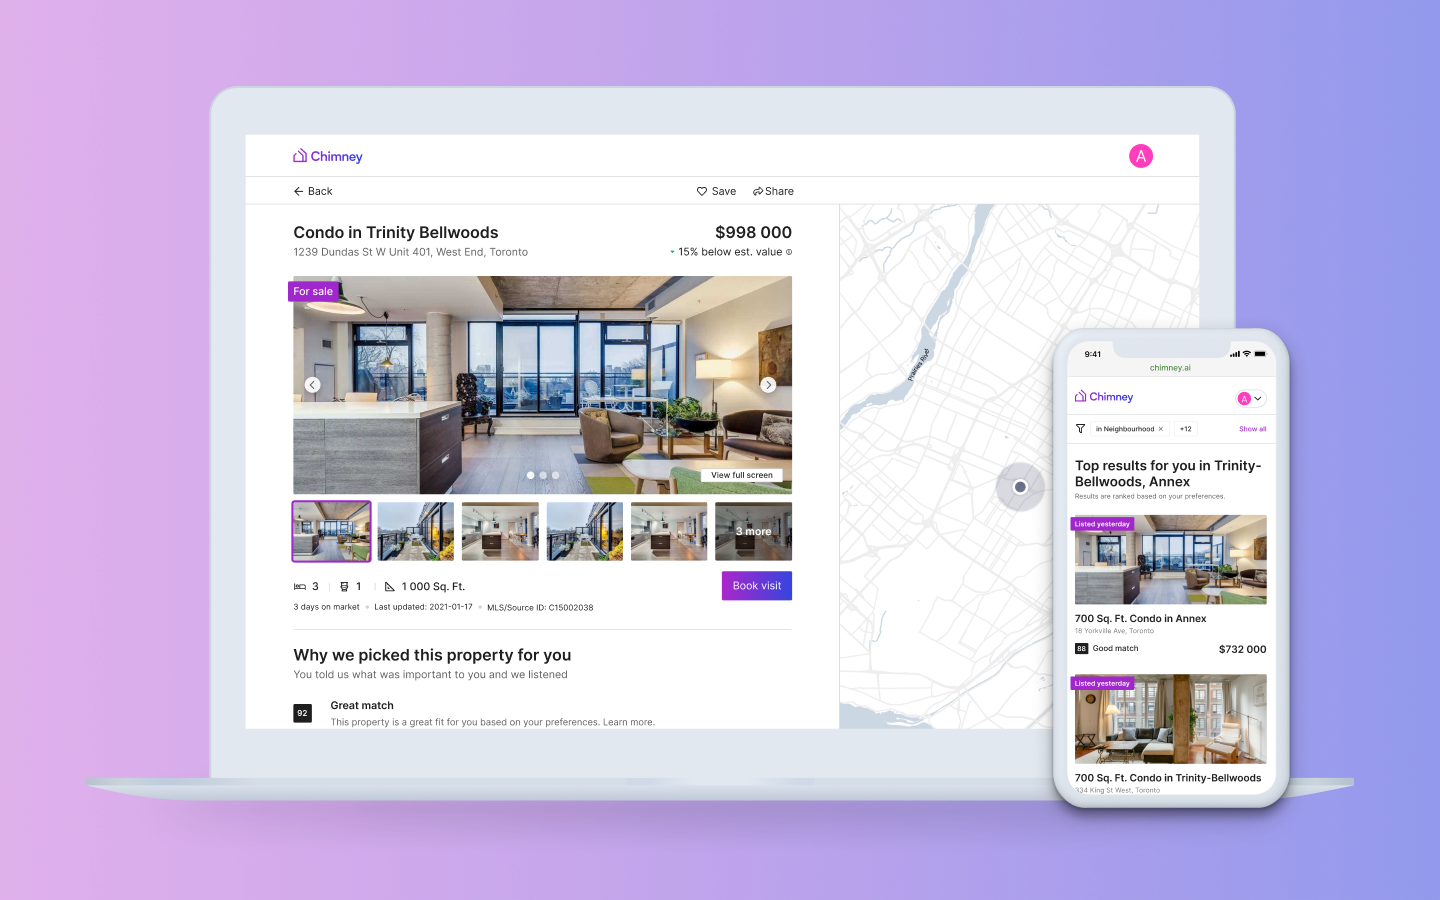 Chimney
A
Back
Save
Share
Condo in Trinity Bellwoods
$998 000
1239 Dundas St W Unit 401, West End, Toronto
15% below est. value
For sale
View full screen
3 more
3
1
1 000 Sq. Ft.
Book visit
3 days on market
Last updated: 2021-01-17
MLS/Source ID: C15002038
Why we picked this property for you
You told us what was important to you and we listened
92
Great match
This property is a great fit for you based on your preferences. Learn more.
Prairies Rivd
9:41
chimney.ai
Chimney
A
in Neighbourhood ×
+12
Show all
Top results for you in Trinity-
Bellwoods, Annex
Results are ranked based on your preferences.
Listed yesterday
700 Sq. Ft. Condo in Annex
18 Yorkville Ave, Toronto
88
Good match
$732 000
Listed yesterday
700 Sq. Ft. Condo in Trinity-Bellwoods
334 King St West, Toronto